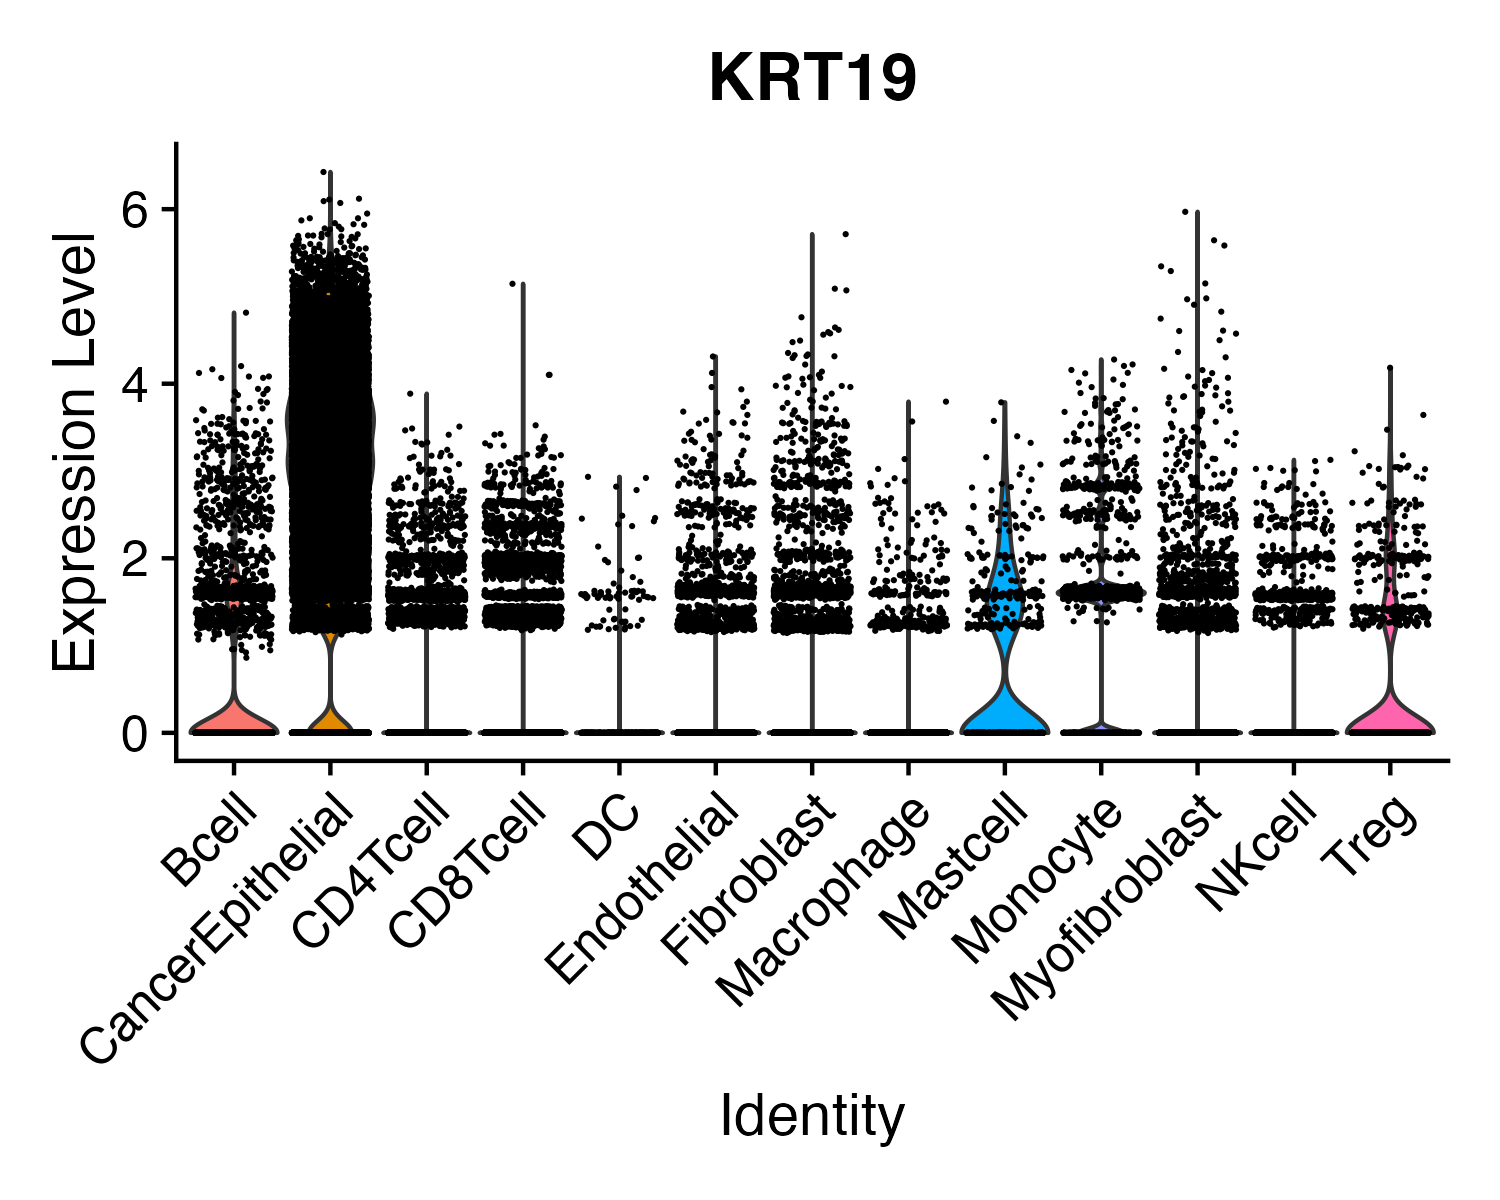 KRT19
Expression Level
6
4
2
0
Bcell
CancerEpithelial
CD4Tcell
CD8Tcell
DC
Endothelial
Fibroblast
Macrophage
Mastcell
Monocyte
Myofibroblast
NKcell
Treg
Identity